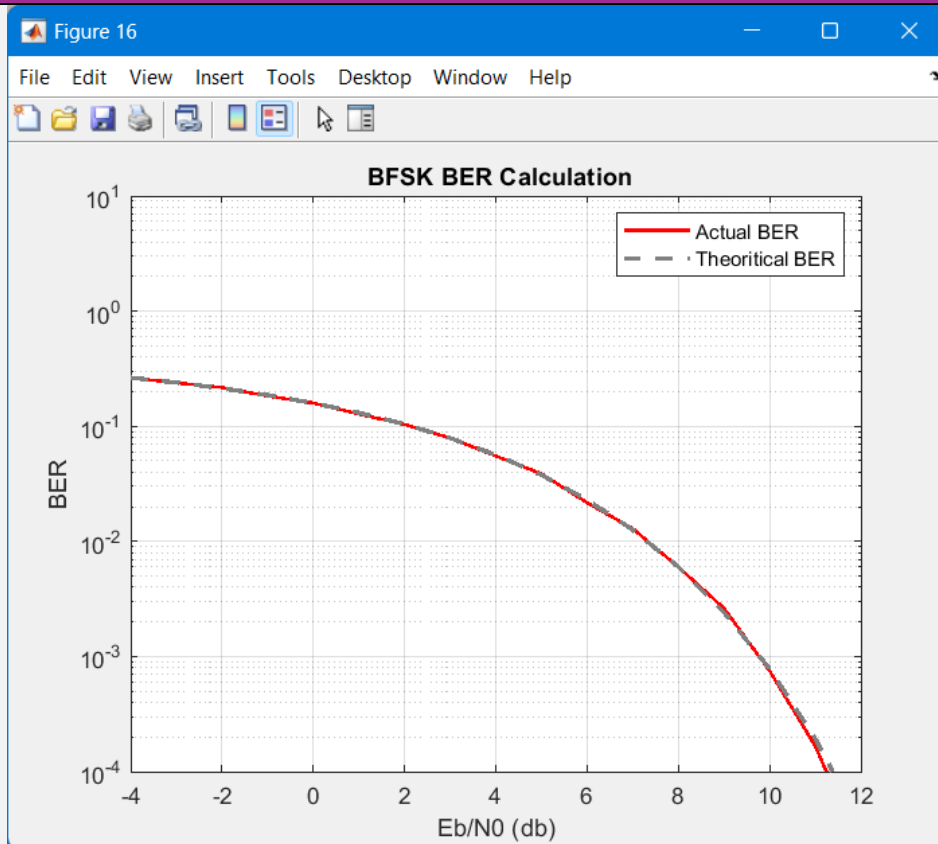 Figure 16
File Edit View Insert Tools Desktop Window Help
BFSK BER Calculation
10^1
Actual BER
Theoritical BER
10^0
10^-1
BER
10^-2
10^-3
10^-4
-4 -2 0 2 4 6 8 10 12
Eb/N0 (db)